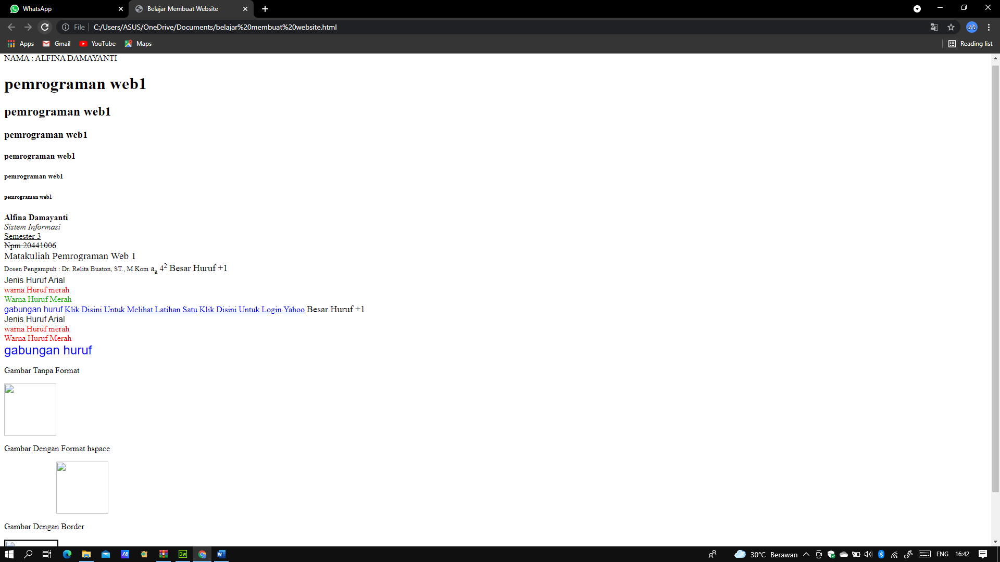 WhatsApp
Belajar Membuat Website
File
C:/Users/ASUS/OneDrive/Documents/belajar%20membuat%20website.html
Apps Gmail YouTube Maps Reading list
NAMA : ALFINA DAMAYANTI
pemrograman web1
pemrograman web1
pemrograman web1
pemrograman web1
pemrograman web1
pemrograman web1
Alfina Damayanti
Sistem Informasi
Semester 3
Npm 20441006
Matakuliah Pemrograman Web 1
Dosen Pengampuh : Dr. Relita Buaton, ST., M.Kom aa 42 Besar Huruf +1
Jenis Huruf Arial
warna Huruf merah
Warna Huruf Merah
gabungan huruf Klik Disini Untuk Melihat Latihan Satu Klik Disini Untuk Login Yahoo Besar Huruf +1
Jenis Huruf Arial
warna Huruf merah
Warna Huruf Merah
gabungan huruf
Gambar Tanpa Format
Gambar Dengan Format hspace
Gambar Dengan Border
Dw
30°C Berawan
ENG
16:42